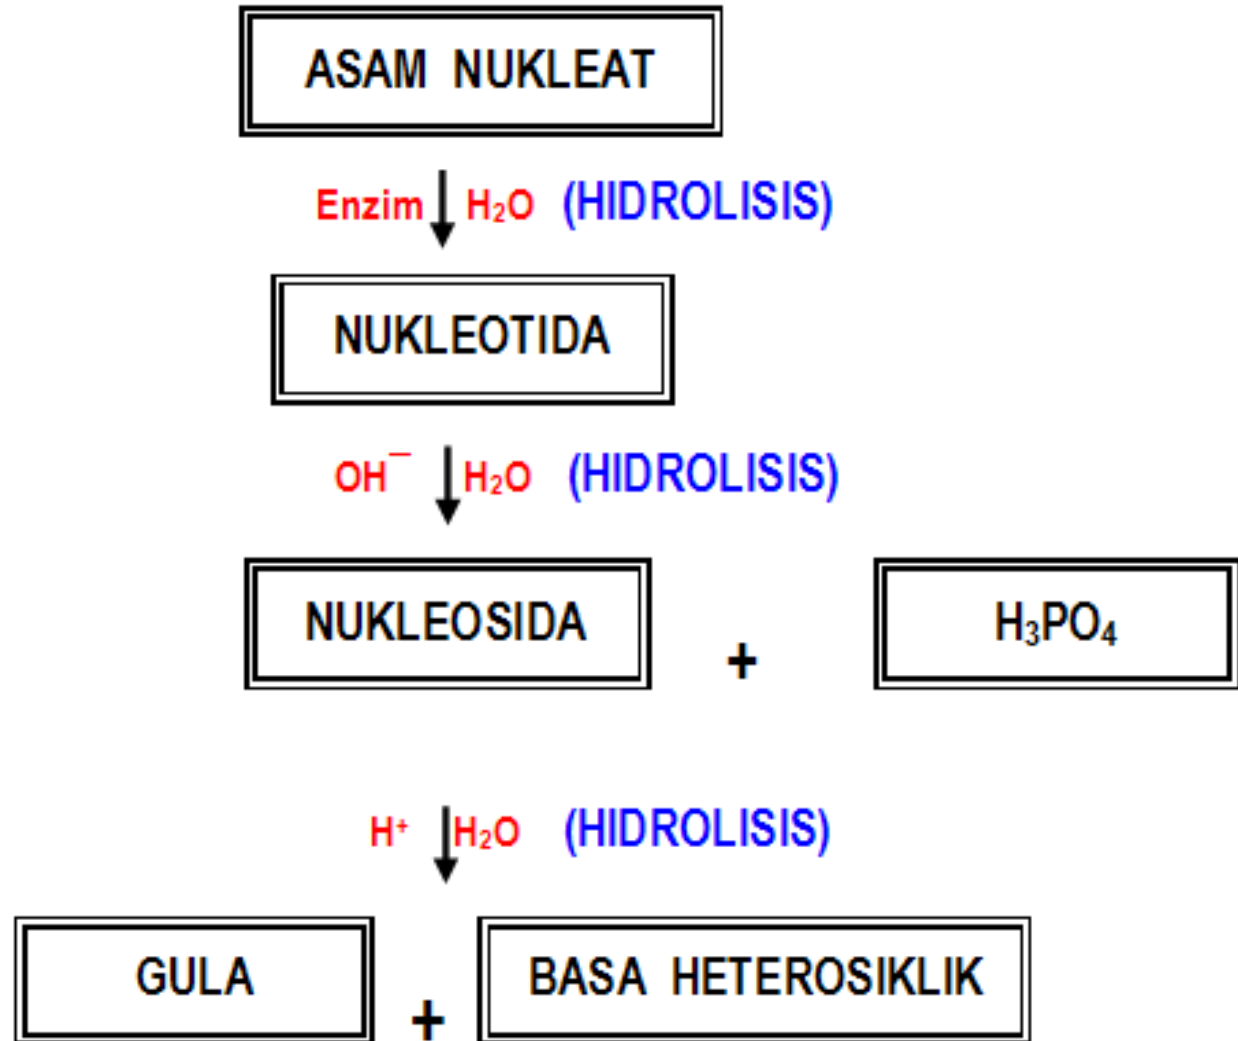 ASAM NUKLEAT
Enzim H₂O (HIDROLISIS)
NUKLEOTIDA
OH⁻ H₂O (HIDROLISIS)
NUKLEOSIDA + H₃PO₄
H⁺ H₂O (HIDROLISIS)
GULA + BASA HETEROSIKLIK